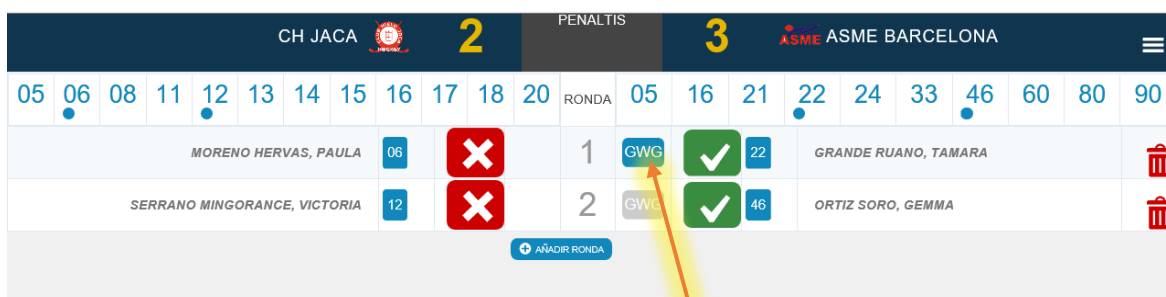 PENALTIS
CH JACA 2 3 ASME ASME BARCELONA
05 06 08 11 12 13 14 15 16 17 18 20 RONDA 05 16 21 22 24 33 46 60 80 90
MORENO HERVAS, PAULA 06 1 GWG 22 GRANDE RUANO, TAMARA
SERRANO MINGORANCE, VICTORIA 12 2 GWG 46 ORTIZ SORO, GEMMA
AÑADIR RONDA